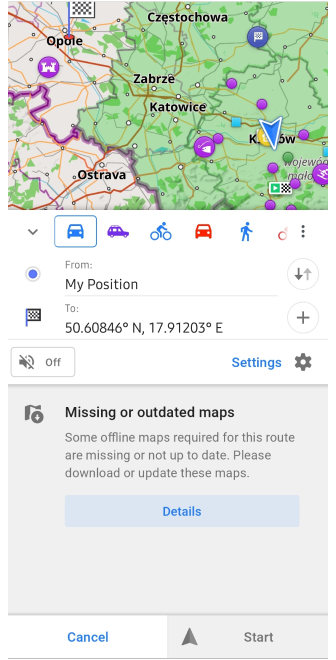 Częstochowa
Opole
Zabrze
Katowice
Ostrava
From:
My Position
To:
50.60846° N, 17.91203° E
Off
Settings
Missing or outdated maps
Some offline maps required for this route
are missing or not up to date. Please
download or update these maps.
Details
Cancel
Start